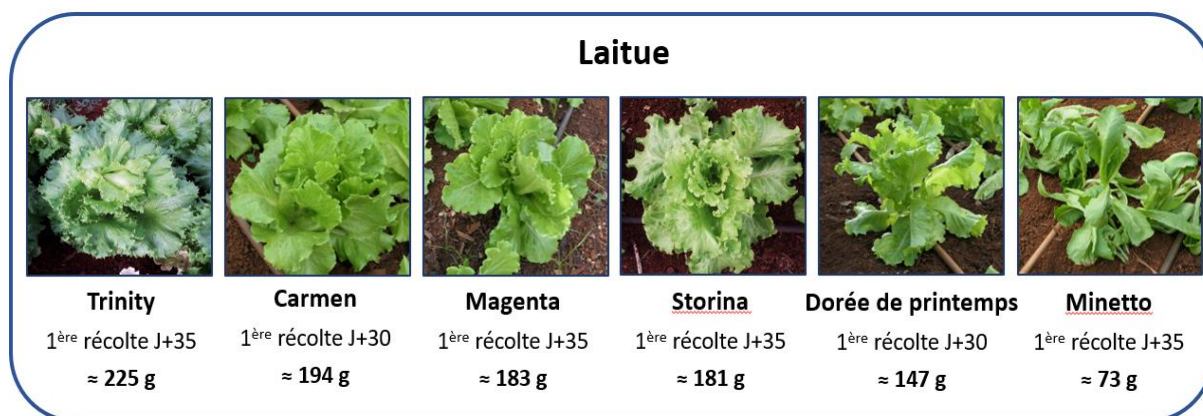 Laitue
Trinity
1ère récolte J+35
≈ 225 g
Carmen
1ère récolte J+30
≈ 194 g
Magenta
1ère récolte J+35
≈ 183 g
Storina
1ère récolte J+35
≈ 181 g
Dorée de printemps
1ère récolte J+30
≈ 147 g
Minetto
1ère récolte J+35
≈ 73 g